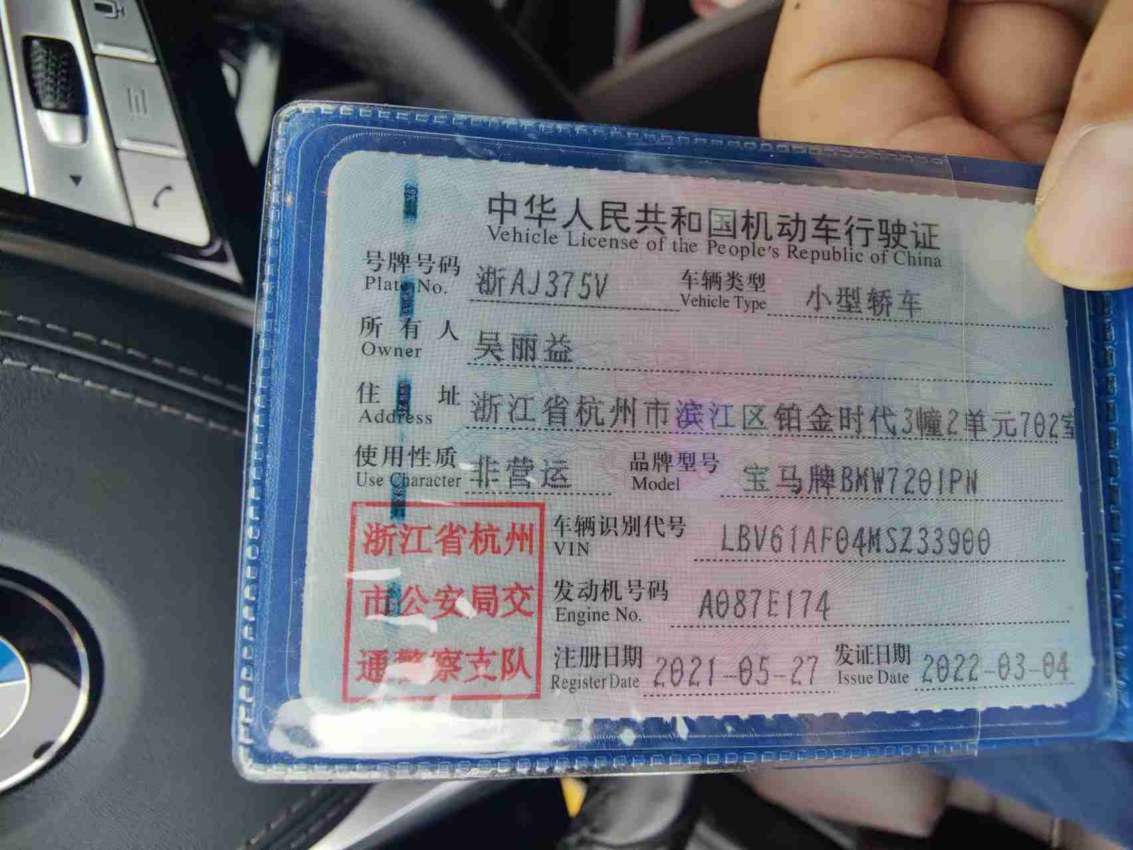 中华人民共和国机动车行驶证
Vehicle License of the People's Republic of China
号牌号码 浙AJ375V 车辆类型 小型轿车
Plate No. Vehicle Type
所有人 吴丽益
Owner
住址 浙江省杭州市滨江区铂金时代3幢2单元702室
Address
使用性质 非营运 品牌型号 宝马牌BMW7201PN
Use Character Model
浙江省杭州
市公安局交
通警察支队
车辆识别代号 LBV61AF04MSZ33900
VIN
发动机号码 A087E174
Engine No.
注册日期 2021-05-27 发证日期 2022-03-04
Register Date Issue Date